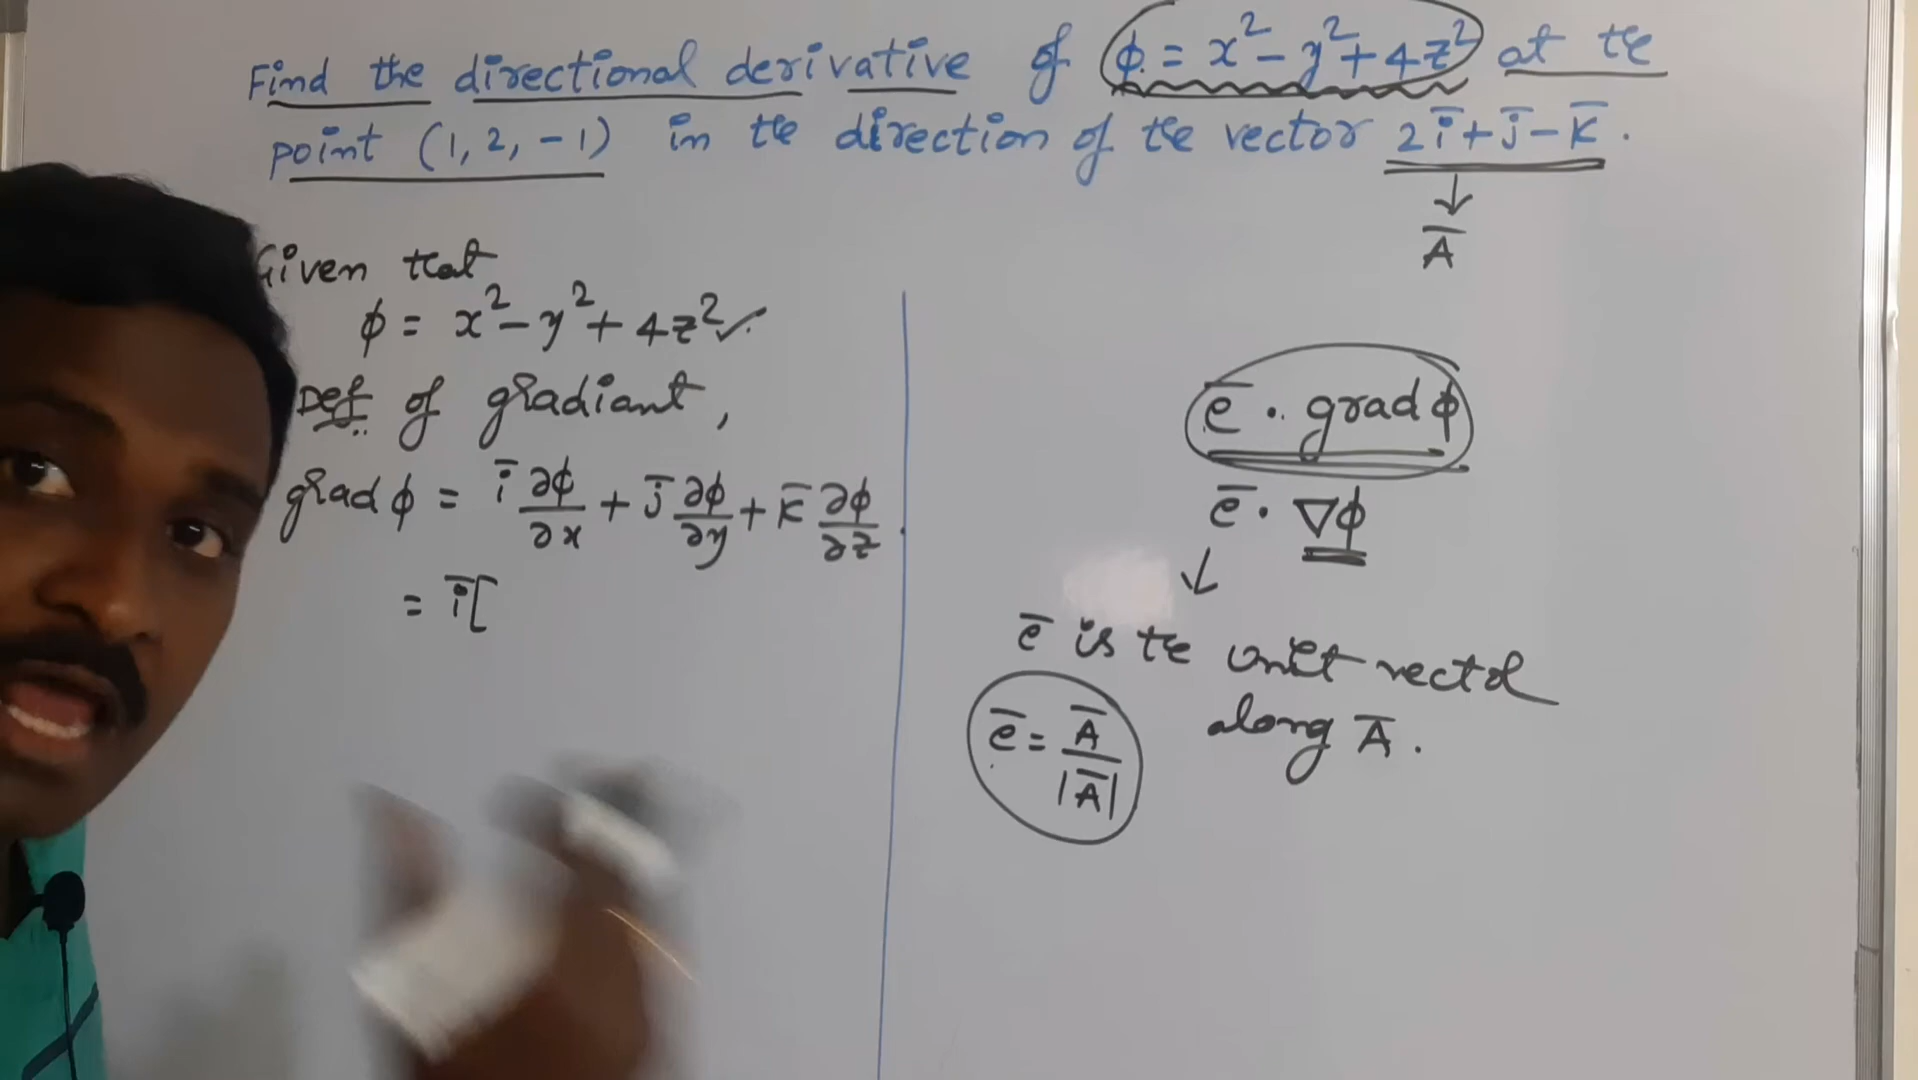 Find the directional derivative of ϕ = x² - y² + 4z² at the
point (1, 2, -1) in the direction of the vector 2i̅ + j̅ - k̅.
↓
A̅
Given that
ϕ = x² - y² + 4z² ✓.
Def of gradiant,
grad ϕ = i̅ ∂ϕ/∂x + j̅ ∂ϕ/∂y + k̅ ∂ϕ/∂z.
= i̅ [
e̅ . grad ϕ
e̅ . ∇ϕ
↓
e̅ is the unit vector
along A̅.
e̅ = A̅/|A̅|